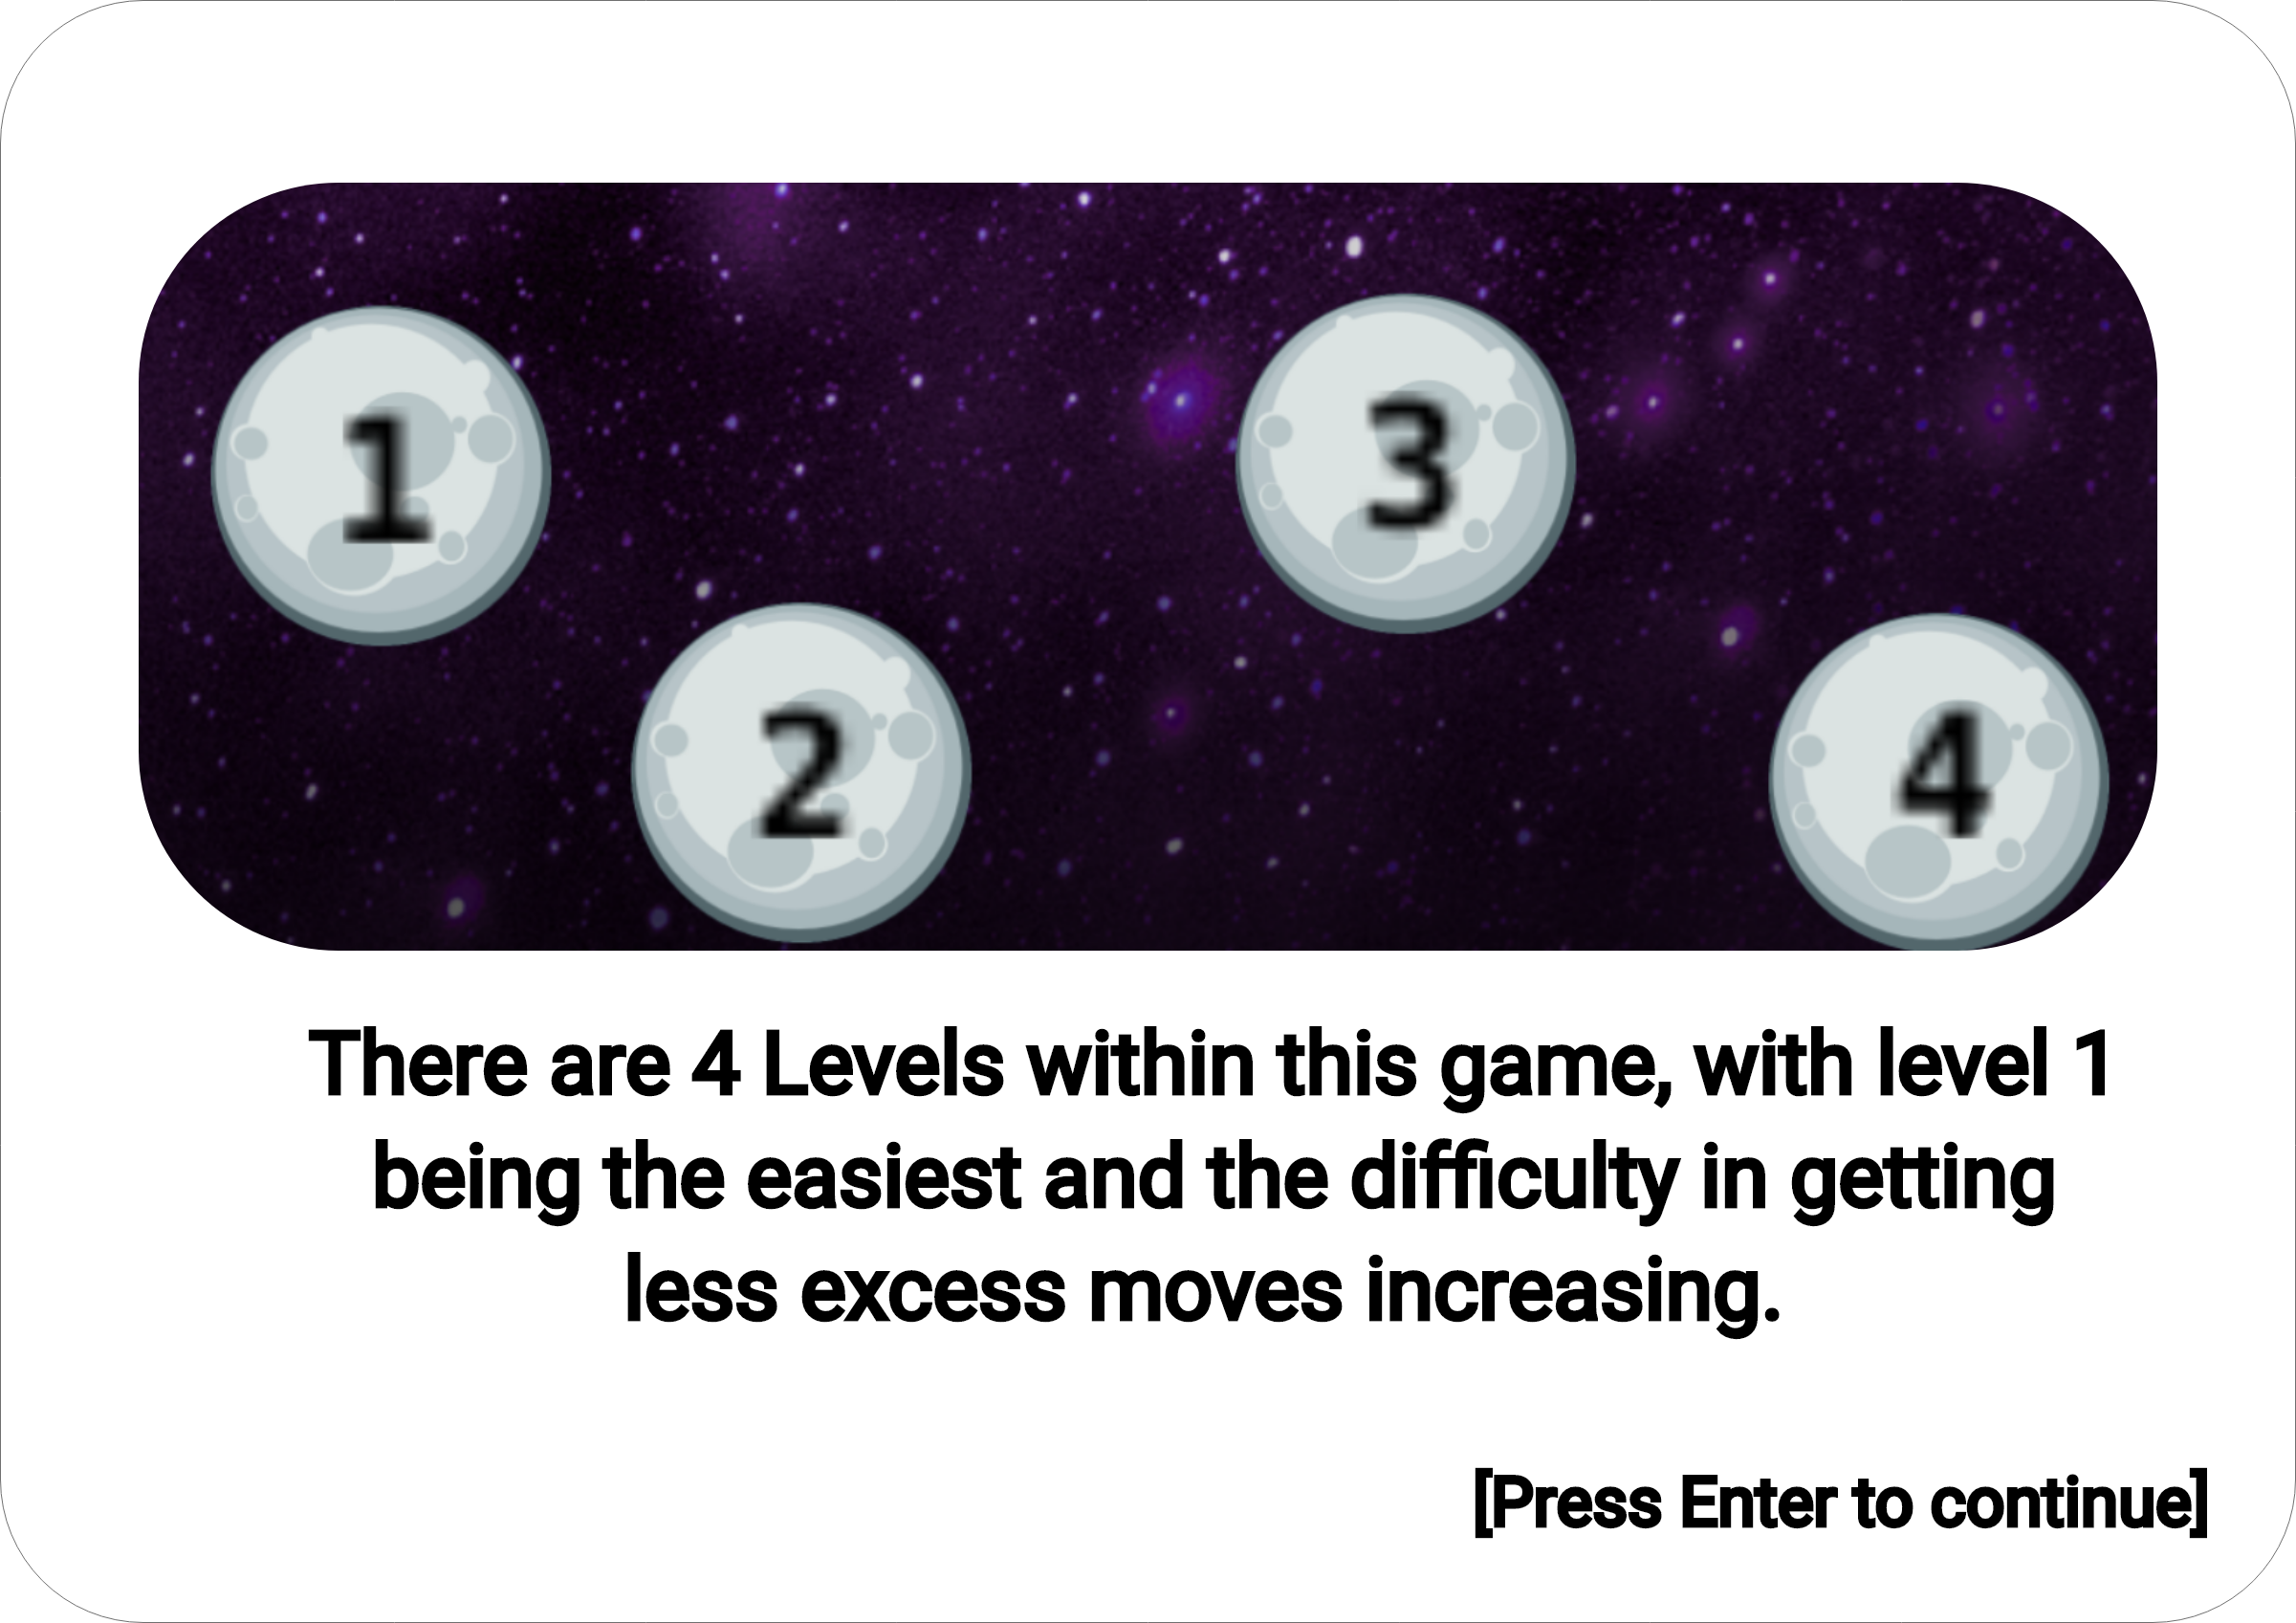 1
3
2
4
There are 4 Levels within this game, with level 1
being the easiest and the difficulty in getting
less excess moves increasing.
[Press Enter to continue]